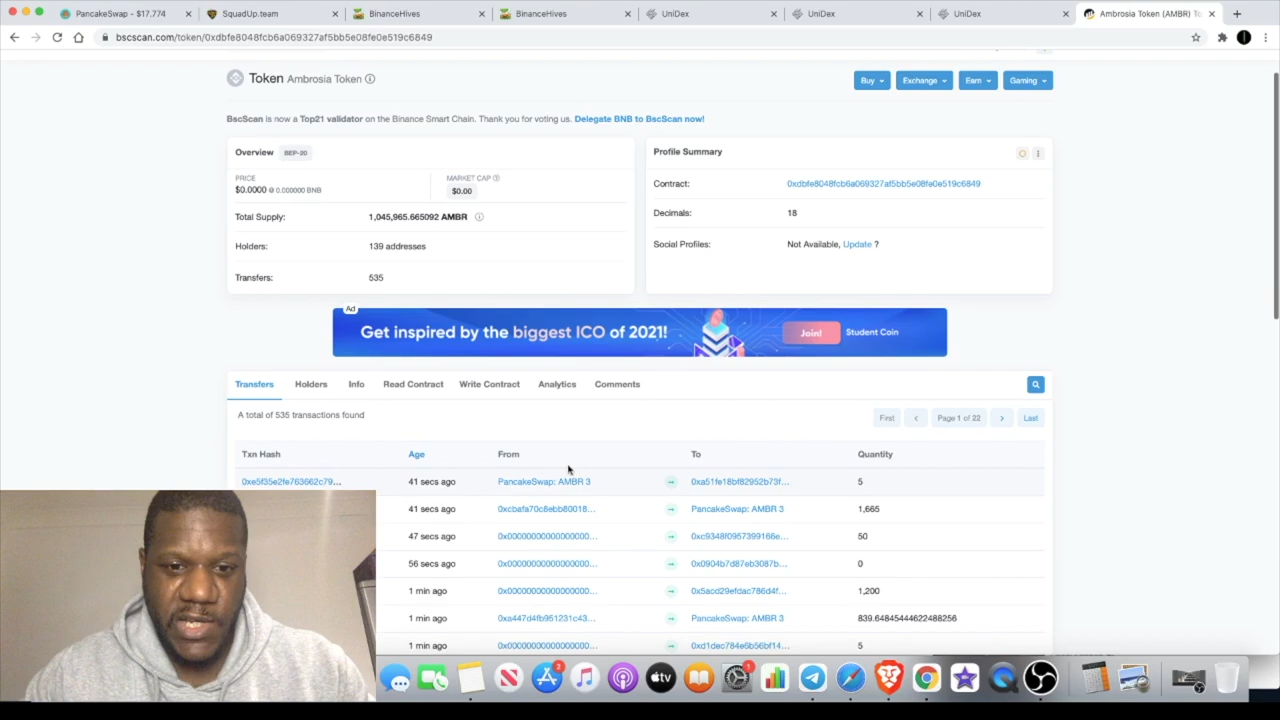 PancakeSwap - $17.774
SquadUp.team
BinanceHives
BinanceHives
UniDex
UniDex
UniDex
Ambrosia Token (AMBR) To
bscscan.com/token/0xdbfe8048fcb6a069327af5bb5e08fe0e519c6849
Token Ambrosia Token
Buy
Exchange
Earn
Gaming
BscScan is now a Top21 validator on the Binance Smart Chain. Thank you for voting us. Delegate BNB to BscScan now!
Overview BEP-20
Profile Summary
PRICE
MARKET CAP
$0.0000 @ 0.000000 BNB
$0.00
Contract:
0xdbfe8048fcb6a069327af5bb5e08fe0e519c6849
Total Supply:
1,045,965.665092 AMBR
Decimals:
18
Holders:
139 addresses
Social Profiles:
Not Available, Update ?
Transfers:
535
Ad
Get inspired by the biggest ICO of 2021!
Join!
Student Coin
Transfers Holders Info Read Contract Write Contract Analytics Comments
A total of 535 transactions found
First
Page 1 of 22
Last
Txn Hash Age From To Quantity
0xe5f35e2fe763662c79... 41 secs ago PancakeSwap: AMBR 3 0xa51fe18bf82952b73f... 5
41 secs ago 0xcbafa70c8ebb80018... PancakeSwap: AMBR 3 1,665
47 secs ago 0x00000000000000000... 0xc9348f0957399166e... 50
56 secs ago 0x00000000000000000... 0x0904b7d87eb3087b... 0
1 min ago 0x00000000000000000... 0x5acd29efdac786d4f... 1,200
1 min ago 0xa447d4fb951231c43... PancakeSwap: AMBR 3 839.64845444622488256
1 min ago 0x00000000000000000... 0xd1dec784e6b56bf14... 5
2
tv
1